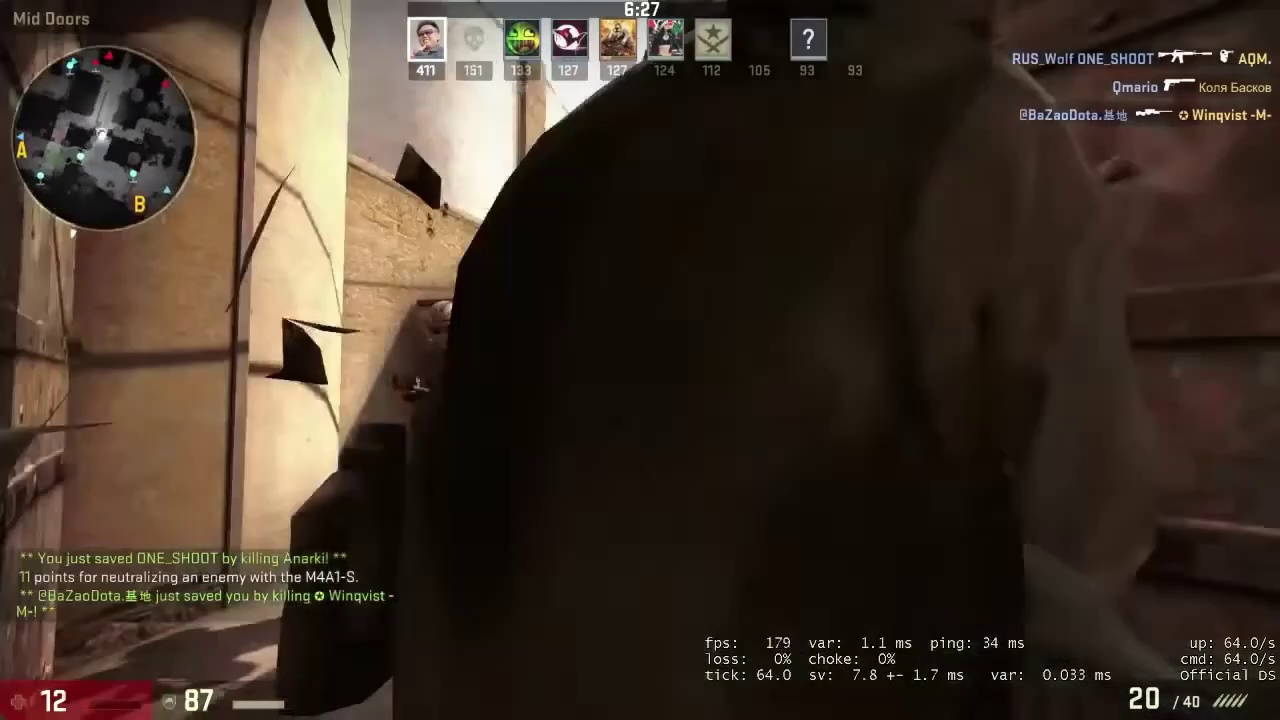 Mid Doors
6:27
411 151 133 127 127 124 112 105 93 93
?
RUS_Wolf ONE_SHOOT AQM.
Qmario Коля Басков
@BaZaoDota.基地 ✪ Winqvist -M-
A
B
** You just saved ONE_SHOOT by killing Anarki! **
11 points for neutralizing an enemy with the M4A1-S.
** @BaZaoDota.基地 just saved you by killing ✪ Winqvist -
M-! **
fps: 179 var: 1.1 ms ping: 34 ms up: 64.0/s
loss: 0% choke: 0% cmd: 64.0/s
tick: 64.0 sv: 7.8 +- 1.7 ms var: 0.033 ms Official DS
12 87 20 / 40